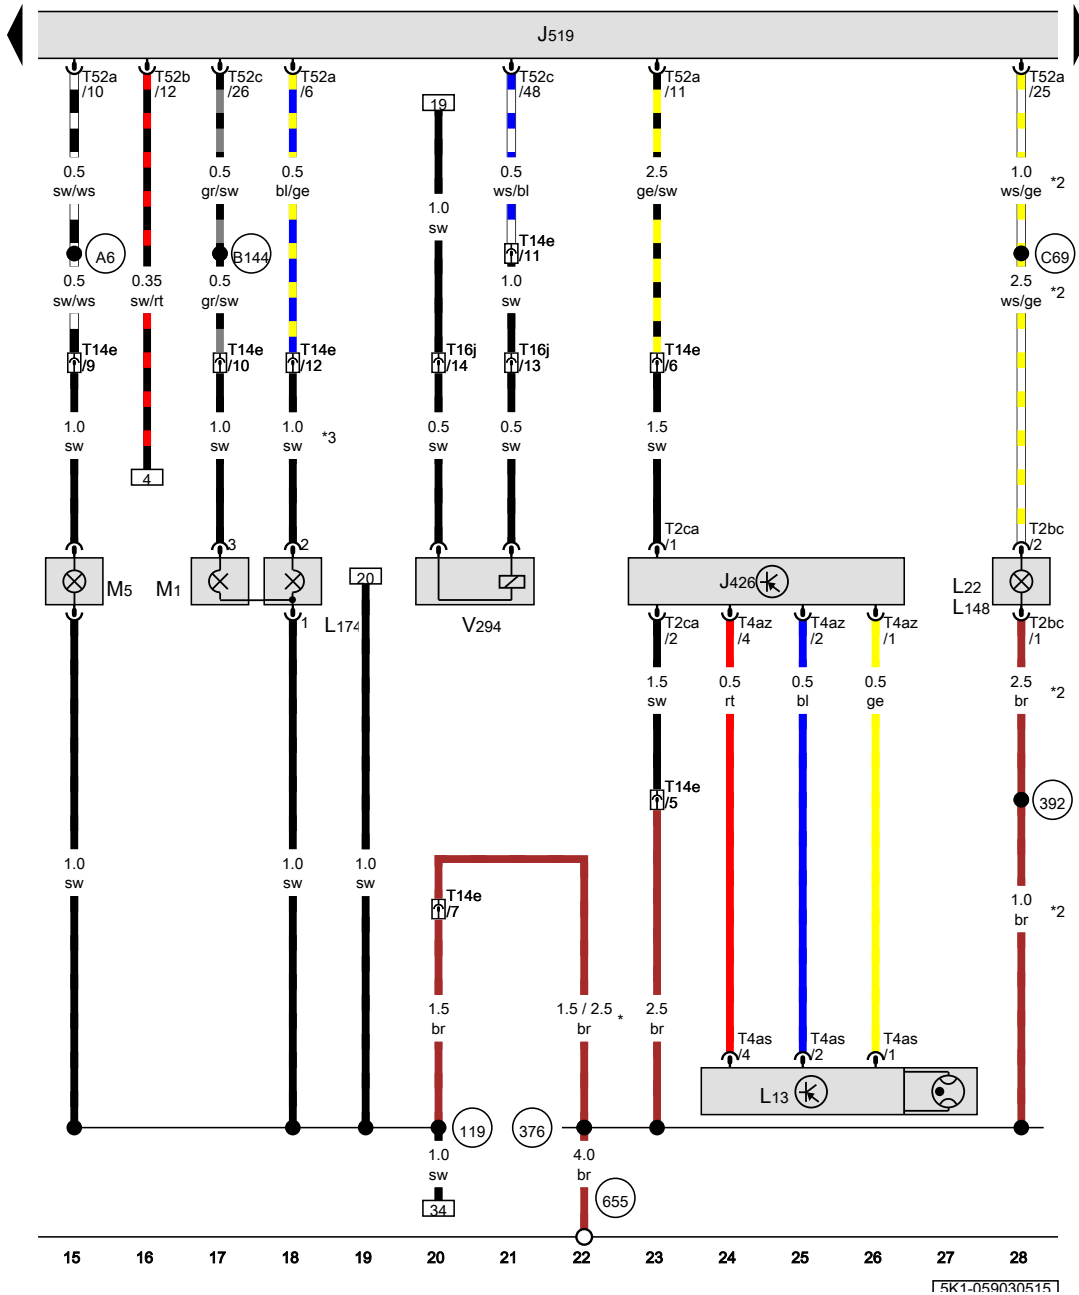 J519
T52a
/10
T52b
/12
T52c
/26
T52a
/6
T52c
/48
T52a
/11
T52a
/25
19
0.5
sw/ws
0.5
gr/sw
0.5
bl/ge
0.5
ws/bl
2.5
ge/sw
1.0
ws/ge
*2
1.0
sw
A6
B144
T14e
/11
C69
0.5
sw/ws
0.35
sw/rt
0.5
gr/sw
1.0
sw
2.5
ws/ge
*2
T14e
/9
T14e
/10
T14e
/12
T16j
/14
T16j
/13
T14e
/6
1.0
sw
1.0
sw
1.0
sw
*3
0.5
sw
0.5
sw
1.5
sw
4
3
2
T2ca
/1
T2bc
/2
M5
M1
20
J426
L22
L148
1
L174
V294
T2ca
/2
T4az
/4
T4az
/2
T4az
/1
T2bc
/1
1.5
sw
0.5
rt
0.5
bl
0.5
ge
2.5
br
*2
T14e
/5
392
1.0
sw
1.0
sw
1.0
sw
T14e
/7
1.0
br
*2
1.5
br
1.5 / 2.5
br
*
2.5
br
T4as
/4
T4as
/2
T4as
/1
L13
119
376
1.0
sw
4.0
br
655
34
15 16 17 18 19 20 21 22 23 24 25 26 27 28
5K1-059030515